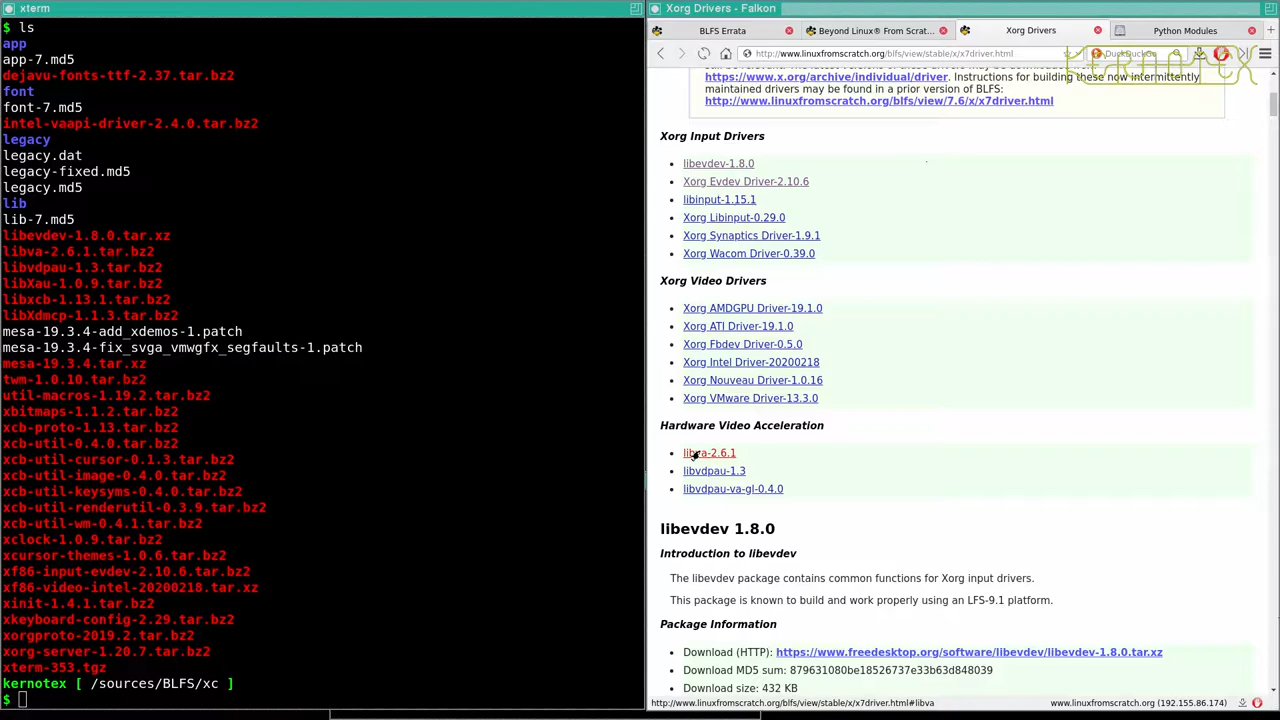 xterm
$ ls
app
app-7.md5
dejavu-fonts-ttf-2.37.tar.bz2
font
font-7.md5
intel-vaapi-driver-2.4.0.tar.bz2
legacy
legacy.dat
legacy-fixed.md5
legacy.md5
lib
lib-7.md5
libevdev-1.8.0.tar.xz
libva-2.6.1.tar.bz2
libvdpau-1.3.tar.bz2
libXau-1.0.9.tar.bz2
libxcb-1.13.1.tar.bz2
libXdmcp-1.1.3.tar.bz2
mesa-19.3.4-add_xdemos-1.patch
mesa-19.3.4-fix_svga_vmwgfx_segfaults-1.patch
mesa-19.3.4.tar.xz
twm-1.0.10.tar.bz2
util-macros-1.19.2.tar.bz2
xbitmaps-1.1.2.tar.bz2
xcb-proto-1.13.tar.bz2
xcb-util-0.4.0.tar.bz2
xcb-util-cursor-0.1.3.tar.bz2
xcb-util-image-0.4.0.tar.bz2
xcb-util-keysyms-0.4.0.tar.bz2
xcb-util-renderutil-0.3.9.tar.bz2
xcb-util-wm-0.4.1.tar.bz2
xclock-1.0.9.tar.bz2
xcursor-themes-1.0.6.tar.bz2
xf86-input-evdev-2.10.6.tar.bz2
xf86-video-intel-20200218.tar.xz
xinit-1.4.1.tar.bz2
xkeyboard-config-2.29.tar.bz2
xorgproto-2019.2.tar.bz2
xorg-server-1.20.7.tar.bz2
xterm-353.tgz
kernotex [ /sources/BLFS/xc ]
$
Xorg Drivers - Falkon
BLFS Errata
Beyond Linux® From Scrat...
Xorg Drivers
Python Modules
http://www.linuxfromscratch.org/blfs/view/stable/x/x7driver.html
DuckDuckGo
KERNOTEX
https://www.x.org/archive/individual/driver. Instructions for building these now intermittently
maintained drivers may be found in a prior version of BLFS:
http://www.linuxfromscratch.org/blfs/view/7.6/x/x7driver.html
Xorg Input Drivers
libevdev-1.8.0
Xorg Evdev Driver-2.10.6
libinput-1.15.1
Xorg Libinput-0.29.0
Xorg Synaptics Driver-1.9.1
Xorg Wacom Driver-0.39.0
Xorg Video Drivers
Xorg AMDGPU Driver-19.1.0
Xorg ATI Driver-19.1.0
Xorg Fbdev Driver-0.5.0
Xorg Intel Driver-20200218
Xorg Nouveau Driver-1.0.16
Xorg VMware Driver-13.3.0
Hardware Video Acceleration
libva-2.6.1
libvdpau-1.3
libvdpau-va-gl-0.4.0
libevdev 1.8.0
Introduction to libevdev
The libevdev package contains common functions for Xorg input drivers.
This package is known to build and work properly using an LFS-9.1 platform.
Package Information
Download (HTTP): https://www.freedesktop.org/software/libevdev/libevdev-1.8.0.tar.xz
Download MD5 sum: 879631080be18526737e33b63d848039
Download size: 432 KB
http://www.linuxfromscratch.org/blfs/view/stable/x/x7driver.html#libva
www.linuxfromscratch.org (192.155.86.174)